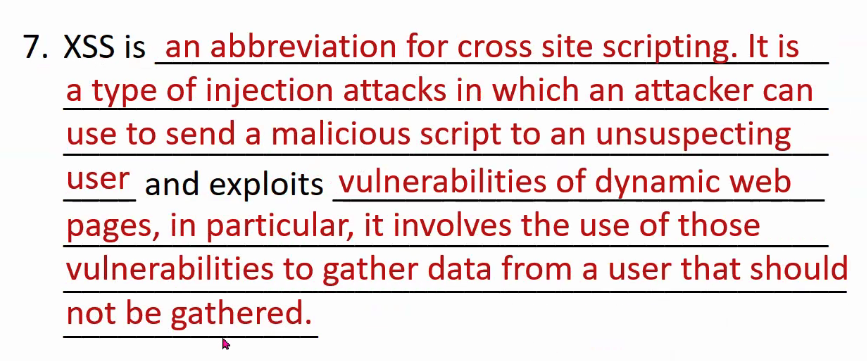 7. XSS is an abbreviation for cross site scripting. It is
a type of injection attacks in which an attacker can
use to send a malicious script to an unsuspecting
user and exploits vulnerabilities of dynamic web
pages, in particular, it involves the use of those
vulnerabilities to gather data from a user that should
not be gathered.